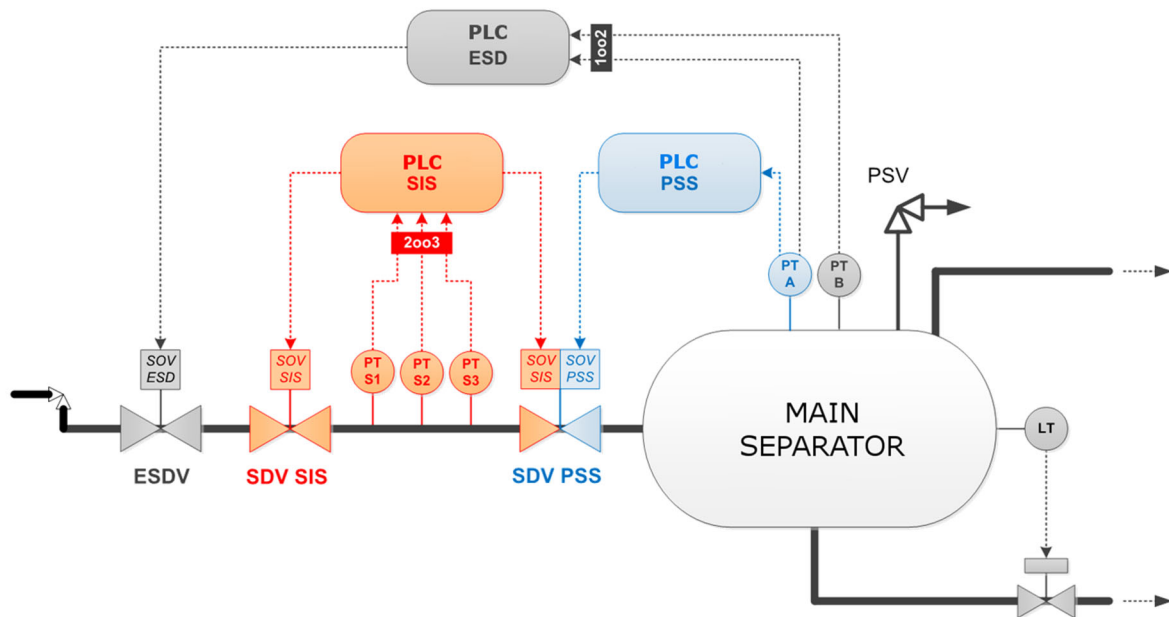 PLC
ESD
1oo2
PLC
SIS
PLC
PSS
PSV
2oo3
PT
A
PT
B
SOV
ESD
SOV
SIS
PT
S1
PT
S2
PT
S3
SOV
SIS
SOV
PSS
MAIN
SEPARATOR
LT
ESDV
SDV SIS
SDV PSS